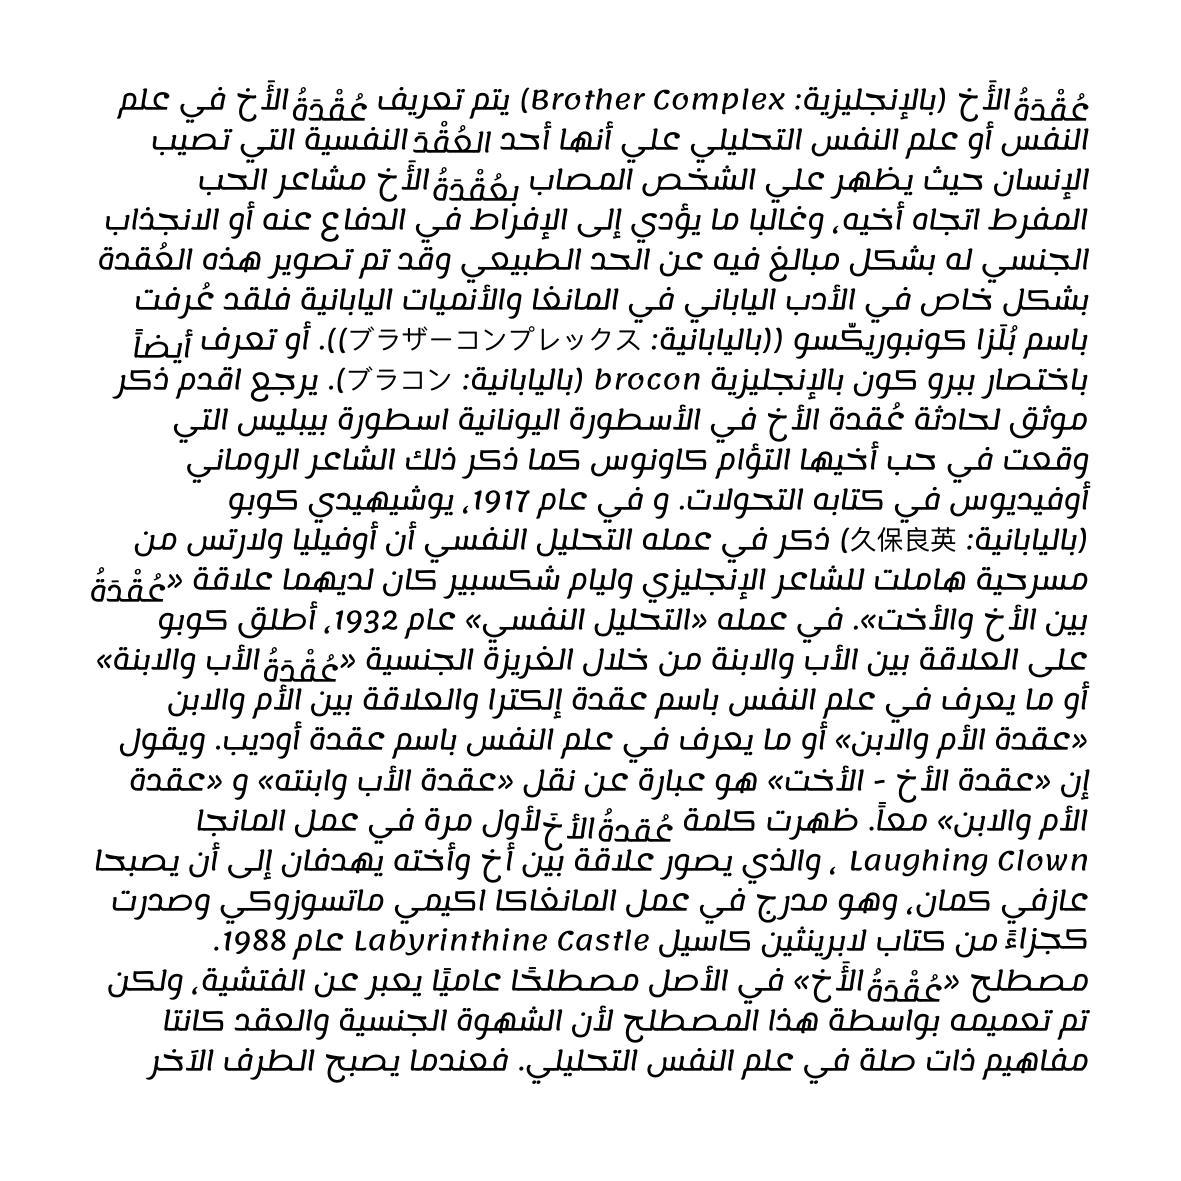 عُقْدَةُ الأَخ (بالإنجليزية: Brother Complex) يتم تعريف عُقْدَةُ الأَخ في علم
النفس أو علم النفس التحليلي علي أنها أحد العُقْدَ النفسية التي تصيب
الإنسان حيث يظهر علي الشخص المصاب بِعُقْدَةُ الأَخ مشاعر الحب
المفرط اتجاه أخيه، وغالبا ما يؤدي إلى الإفراط في الدفاع عنه أو الانجذاب
الجنسي له بشكل مبالغ فيه عن الحد الطبيعي وقد تم تصوير هذه العُقدة
بشكل خاص في الأدب الياباني في المانغا والأنميات اليابانية فلقد عُرفت
باسم بُلَزا كونبوريكّسو ((باليابانية: ブラザーコンプレックス)). أو تعرف أيضاً
باختصار ببرو كون بالإنجليزية brocon (باليابانية: ブラコン). يرجع اقدم ذكر
موثق لحادثة عُقدة الأخ في الأسطورة اليونانية اسطورة بيبليس التي
وقعت في حب أخيها التؤام كاونوس كما ذكر ذلك الشاعر الروماني
أوفيديوس في كتابه التحولات. و في عام 1917، يوشيهيدي كوبو
(باليابانية: 久保良英) ذكر في عمله التحليل النفسي أن أوفيليا ولارتس من
مسرحية هاملت للشاعر الإنجليزي وليام شكسبير كان لديهما علاقة «عُقْدَةُ
بين الأخ والأخت». في عمله «التحليل النفسي» عام 1932، أطلق كوبو
على العلاقة بين الأب والابنة من خلال الغريزة الجنسية «عُقْدَةُ الأب والابنة»
أو ما يعرف في علم النفس باسم عقدة إلكترا والعلاقة بين الأم والابن
«عقدة الأم والابن» أو ما يعرف في علم النفس باسم عقدة أوديب. ويقول
إن «عقدة الأخ - الأخت» هو عبارة عن نقل «عقدة الأب وابنته» و «عقدة
الأم والابن» معاً. ظهرت كلمة عُقدةُ الأخَ لأول مرة في عمل المانجا
Laughing Clown ، والذي يصور علاقة بين أخ وأخته يهدفان إلى أن يصبحا
عازفي كمان، وهو مدرج في عمل المانغاكا اكيمي ماتسوزوكي وصدرت
كجزاءً من كتاب لابرينثين كاسيل Labyrinthine Castle عام 1988.
مصطلح «عُقْدَةُ الأَخ» في الأصل مصطلحًا عاميًا يعبر عن الفتشية، ولكن
تم تعميمه بواسطة هذا المصطلح لأن الشهوة الجنسية والعقد كانتا
مفاهيم ذات صلة في علم النفس التحليلي. فعندما يصبح الطرف الآخر